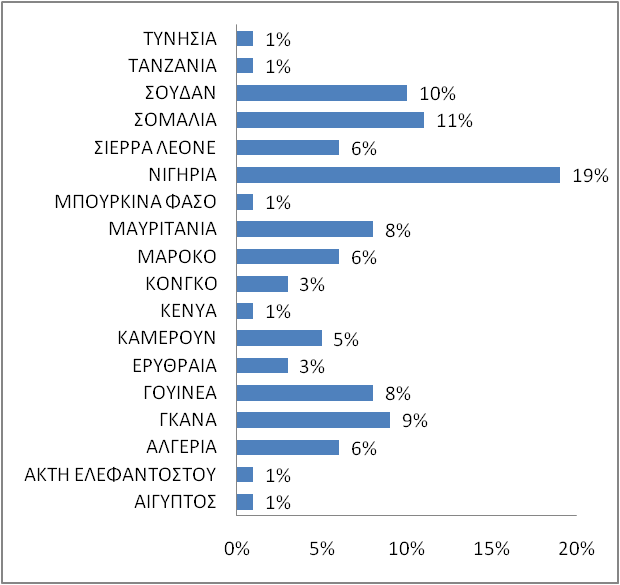 ΤΥΝΗΣΙΑ 1%
ΤΑΝΖΑΝΙΑ 1%
ΣΟΥΔΑΝ 10%
ΣΟΜΑΛΙΑ 11%
ΣΙΕΡΡΑ ΛΕΟΝΕ 6%
ΝΙΓΗΡΙΑ 19%
ΜΠΟΥΡΚΙΝΑ ΦΑΣΟ 1%
ΜΑΥΡΙΤΑΝΙΑ 8%
ΜΑΡΟΚΟ 6%
ΚΟΝΓΚΟ 3%
ΚΕΝΥΑ 1%
ΚΑΜΕΡΟΥΝ 5%
ΕΡΥΘΡΑΙΑ 3%
ΓΟΥΙΝΕΑ 8%
ΓΚΑΝΑ 9%
ΑΛΓΕΡΙΑ 6%
ΑΚΤΗ ΕΛΕΦΑΝΤΟΣΤΟΥ 1%
ΑΙΓΥΠΤΟΣ 1%
0% 5% 10% 15% 20%